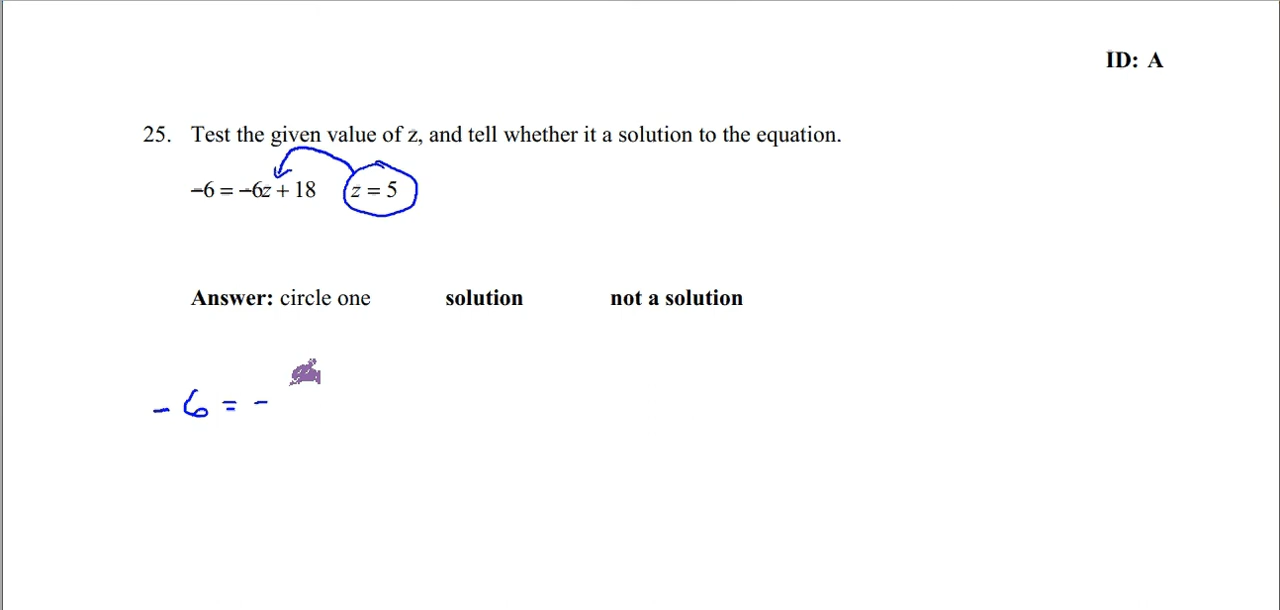 ID: A
25. Test the given value of z, and tell whether it a solution to the equation.
−6 = −6z + 18 z = 5
Answer: circle one solution not a solution
- 6 = -